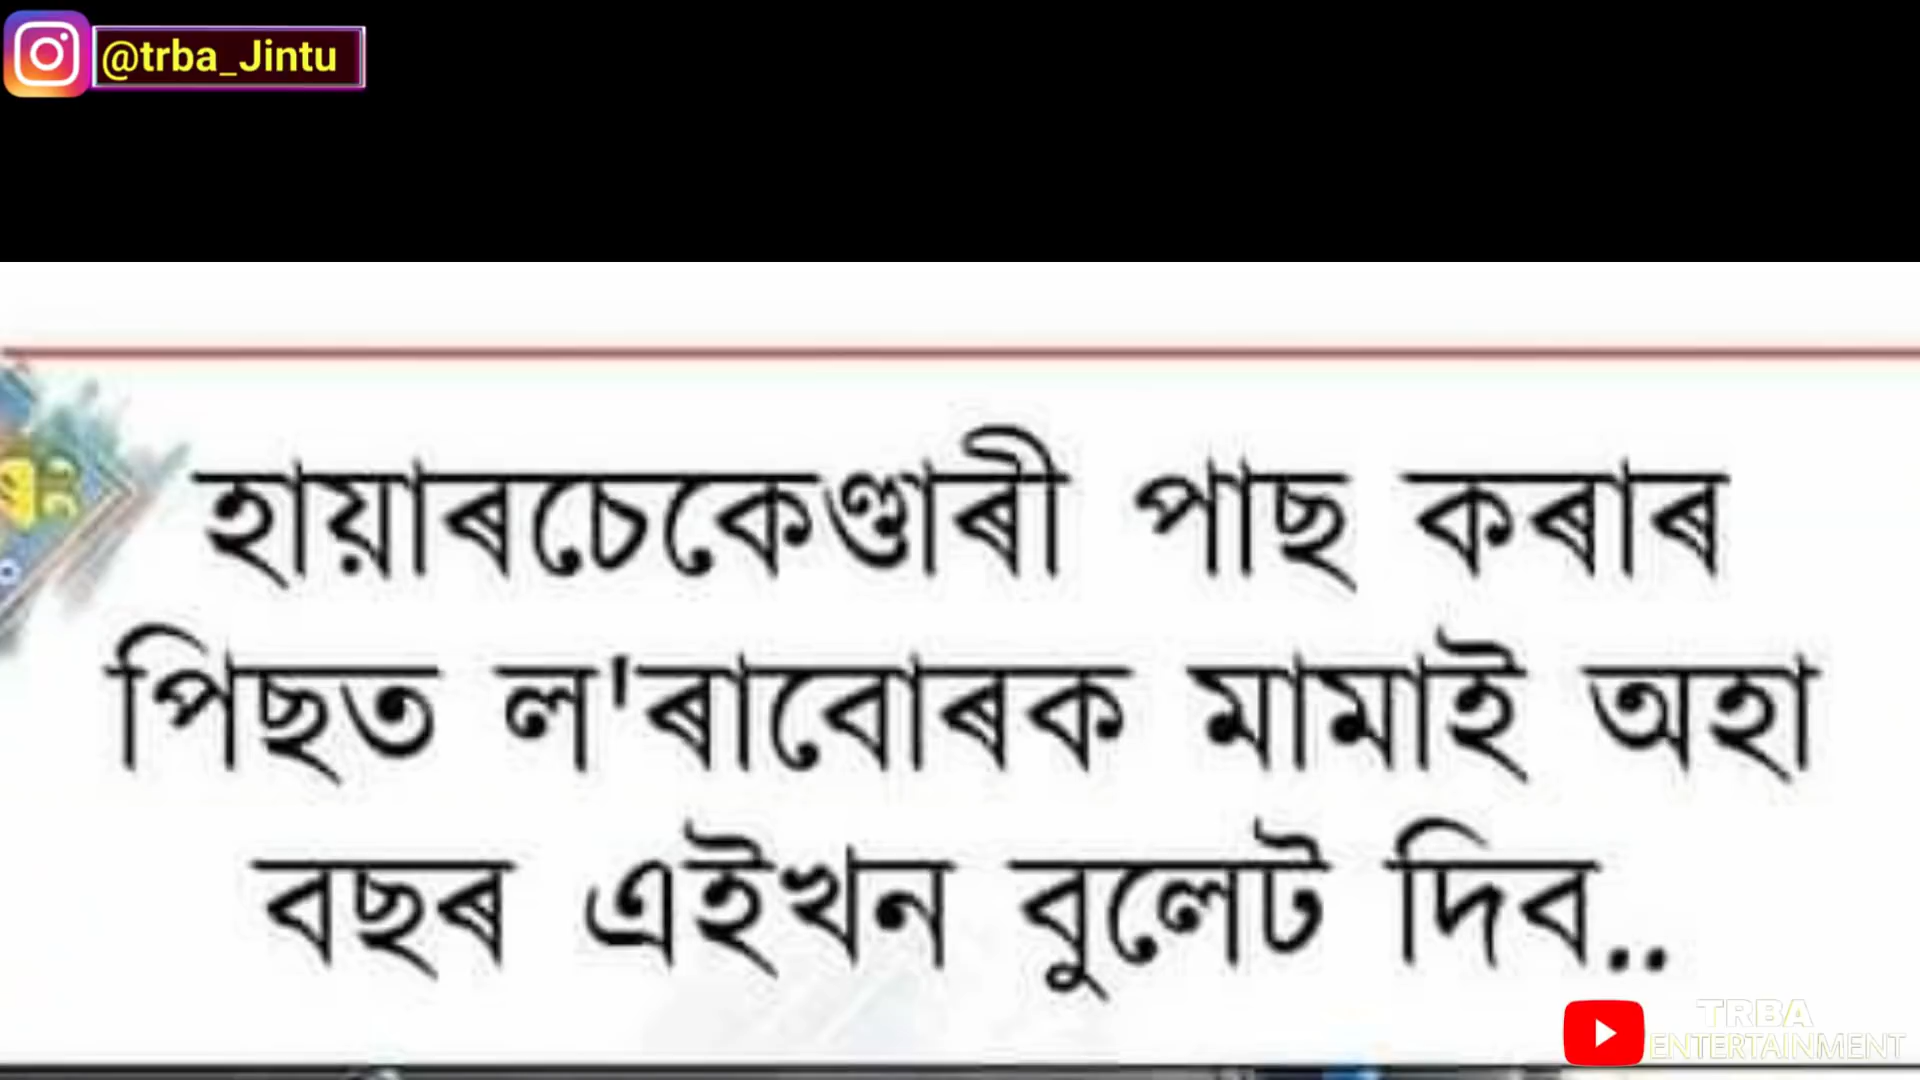 @trba_Jintu
হায়াৰচেকেণ্ডাৰী পাছ কৰাৰ
পিছত ল'ৰাবোৰক মামাই অহা
বছৰ এইখন বুলেট দিব..
TRBA
ENTERTAINMENT